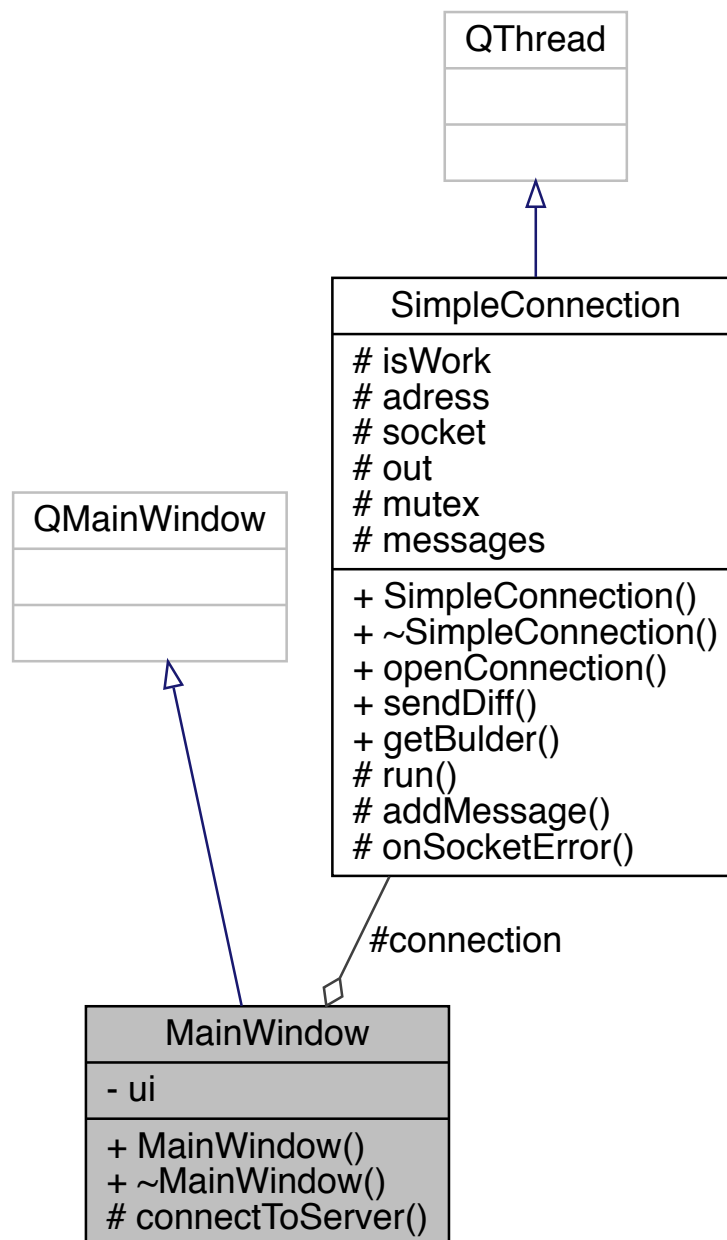 QThread
SimpleConnection
# isWork
# adress
# socket
# out
# mutex
# messages
+ SimpleConnection()
+ ~SimpleConnection()
+ openConnection()
+ sendDiff()
+ getBulder()
# run()
# addMessage()
# onSocketError()
QMainWindow
#connection
MainWindow
- ui
+ MainWindow()
+ ~MainWindow()
# connectToServer()